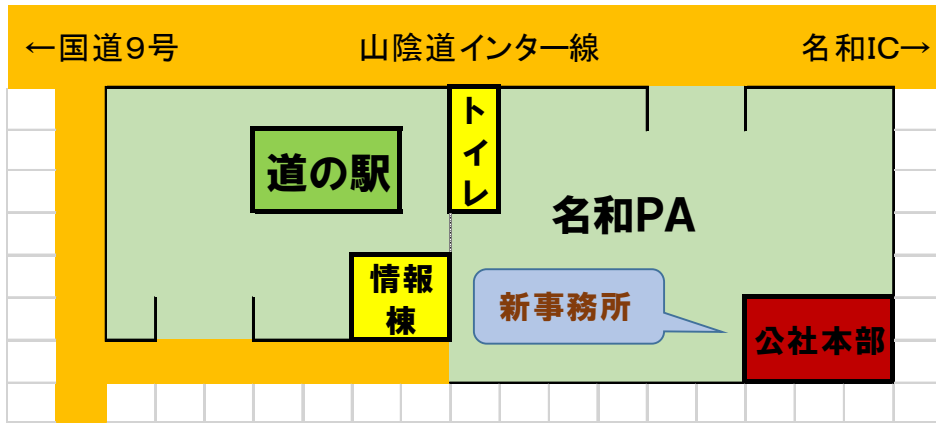 ←国道9号 山陰道インター線 名和IC→
トイレ
道の駅
名和PA
情報
棟
新事務所
公社本部